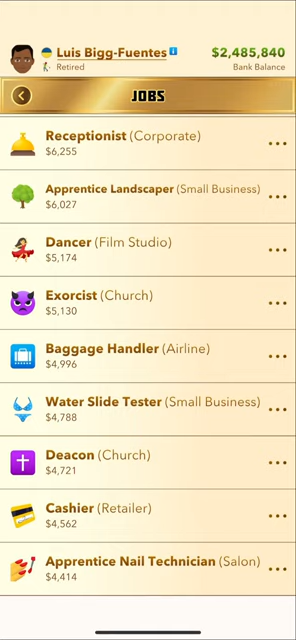 Luis Bigg-Fuentes
$2,485,840
Retired
Bank Balance
JOBS
Receptionist (Corporate)
$6,255
Apprentice Landscaper (Small Business)
$6,027
Dancer (Film Studio)
$5,174
Exorcist (Church)
$5,130
Baggage Handler (Airline)
$4,996
Water Slide Tester (Small Business)
$4,788
Deacon (Church)
$4,721
Cashier (Retailer)
$4,562
Apprentice Nail Technician (Salon)
$4,414